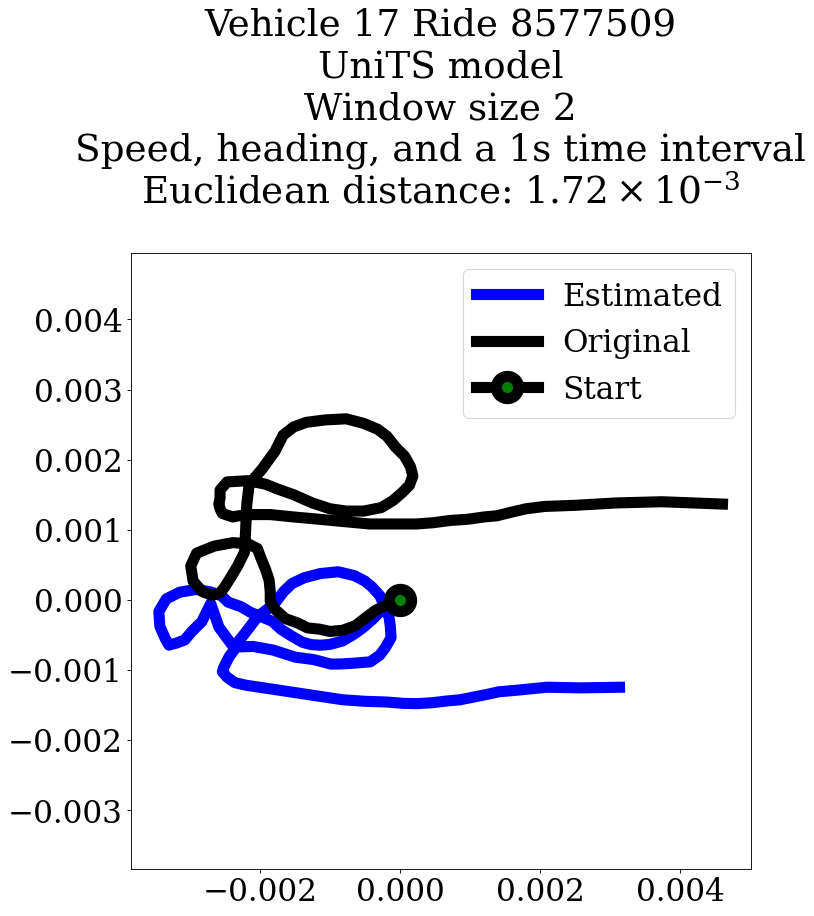 Vehicle 17 Ride 8577509
UniTS model
Window size 2
Speed, heading, and a 1s time interval
Euclidean distance: 1.72 × 10⁻³
Estimated
Original
Start
0.004
0.003
0.002
0.001
0.000
−0.001
−0.002
−0.003
−0.002 0.000 0.002 0.004